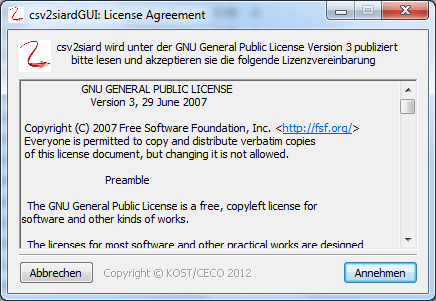 csv2siardGUI: License Agreement
csv2siard wird unter der GNU General Public License Version 3 publiziert
bitte lesen und akzeptieren sie die folgende Lizenzvereinbarung
GNU GENERAL PUBLIC LICENSE
Version 3, 29 June 2007
Copyright (C) 2007 Free Software Foundation, Inc. <http://fsf.org/>
Everyone is permitted to copy and distribute verbatim copies
of this license document, but changing it is not allowed.
Preamble
The GNU General Public License is a free, copyleft license for
software and other kinds of works.
The licenses for most software and other practical works are designed
Abbrechen
Copyright © KOST/CECO 2012
Annehmen